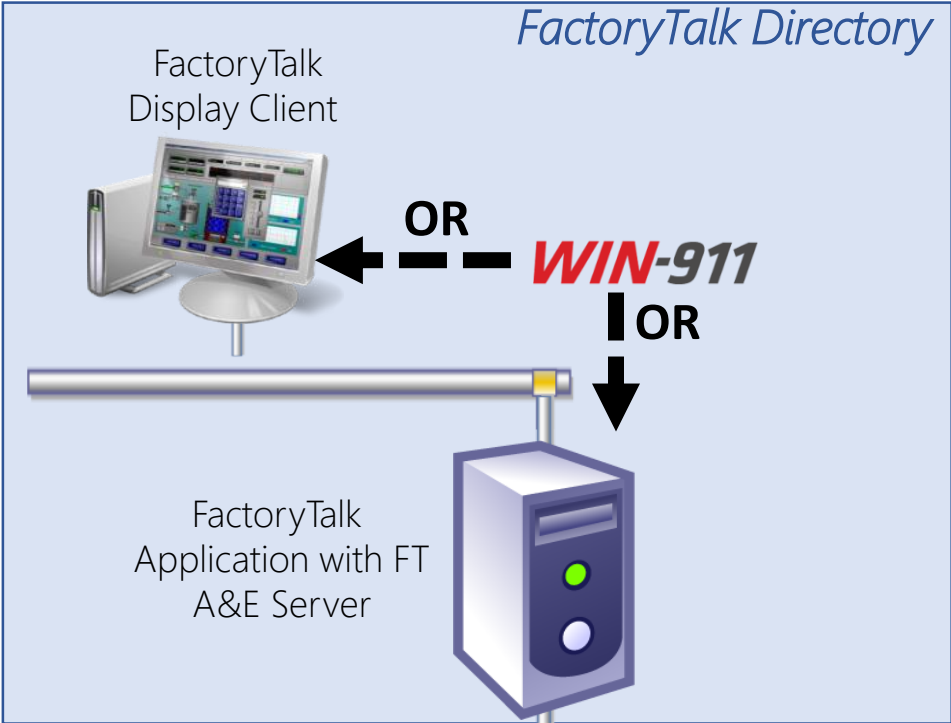 FactoryTalk Directory
FactoryTalk
Display Client
OR
WIN-911
OR
FactoryTalk
Application with FT
A&E Server